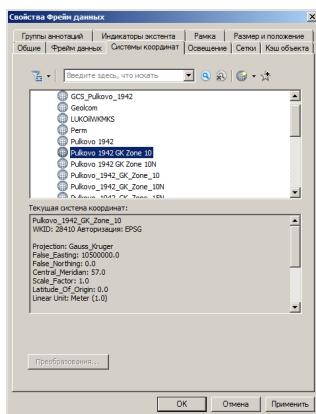 Свойства Фрейм данных
Группы аннотаций Индикаторы экстента Рамка Размер и положение
Общие Фрейм данных Системы координат Освещение Сетки Кэш объекта
Введите здесь, что искать
GCS_Pulkovo_1942
Geolcom
LUKOilWKMKS
Perm
Pulkovo 1942
Pulkovo 1942 GK Zone 10
Pulkovo 1942 GK Zone 10N
Pulkovo_1942_GK_Zone_10
Pulkovo_1942_GK_Zone_10N
Текущая система координат:
Pulkovo_1942_GK_Zone_10
WKID: 28410 Авторизация: EPSG
Projection: Gauss_Kruger
False_Easting: 10500000.0
False_Northing: 0.0
Central_Meridian: 57.0
Scale_Factor: 1.0
Latitude_Of_Origin: 0.0
Linear Unit: Meter (1.0)
Преобразования...
OK Отмена Применить